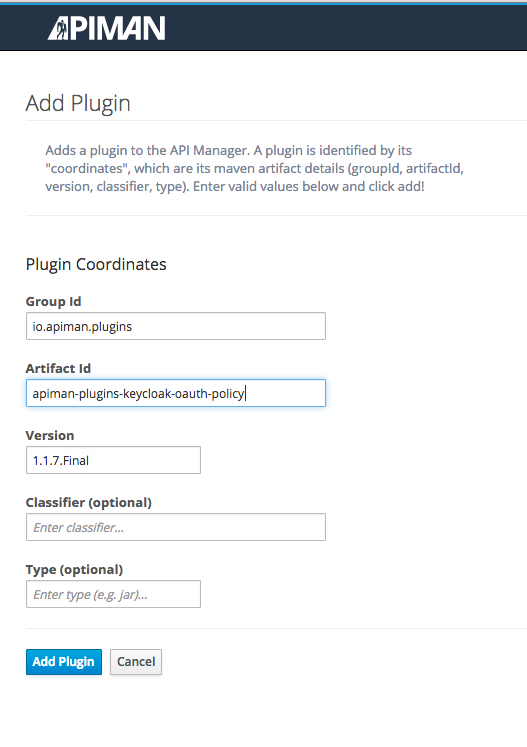 APIMAN
Add Plugin
Adds a plugin to the API Manager. A plugin is identified by its
"coordinates", which are its maven artifact details (groupId, artifactId,
version, classifier, type). Enter valid values below and click add!
Plugin Coordinates
Group Id
io.apiman.plugins
Artifact Id
apiman-plugins-keycloak-oauth-policy
Version
1.1.7.Final
Classifier (optional)
Enter classifier...
Type (optional)
Enter type (e.g. jar)...
Add Plugin Cancel